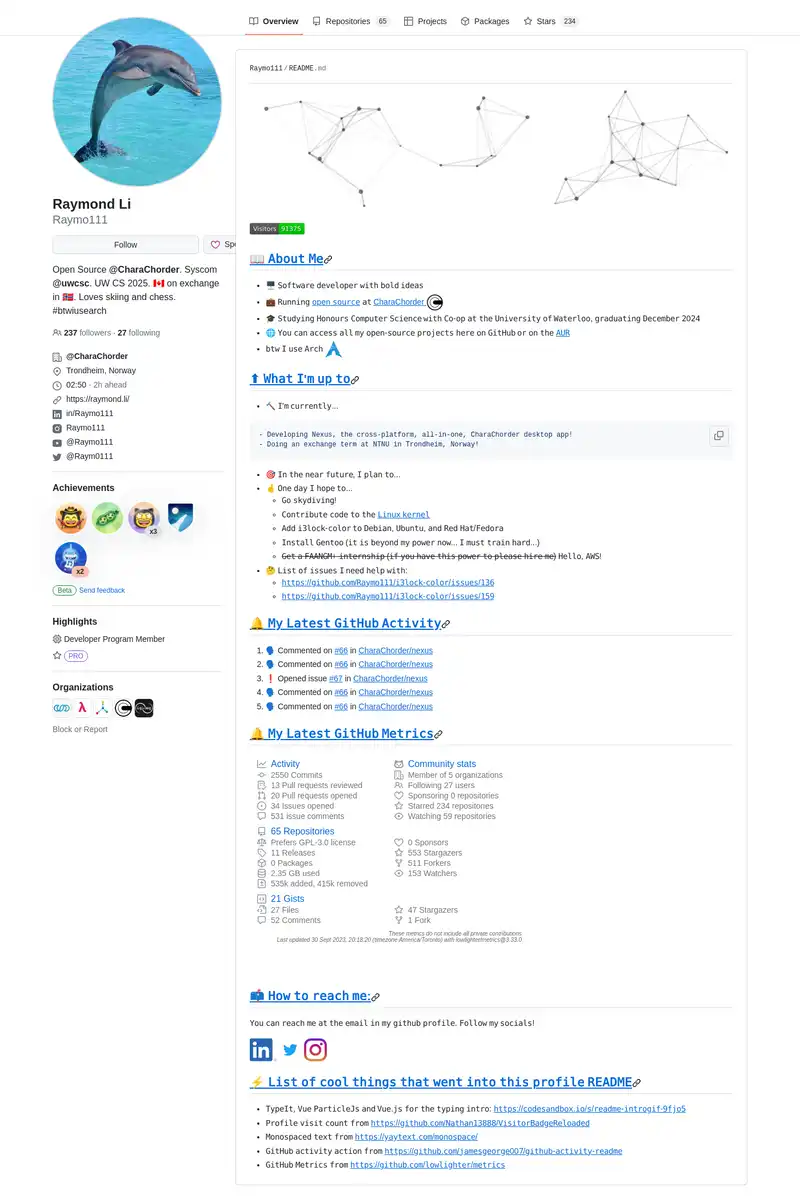 Overview Repositories 65 Projects Packages Stars 234
Raymond Li
Raymo111
Follow
Open Source @CharaChorder. Syscom
@uwcsc. UW CS 2025. 🇨🇦 on exchange
in 🇳🇴. Loves skiing and chess.
#btwiusearch
237 followers · 27 following
@CharaChorder
Trondheim, Norway
02:50 - 2h ahead
https://raymond.li/
in/Raymo111
Raymo111
@Raymo111
@Raym0111
Achievements
x3
x2
Beta Send feedback
Highlights
Developer Program Member
PRO
Organizations
Block or Report
Raymo111 / README.md
Visitors 91375
📖 About Me
🖥️ Software developer with bold ideas
💼 Running open source at CharaChorder
🎓 Studying Honours Computer Science with Co-op at the University of Waterloo, graduating December 2024
🌐 You can access all my open-source projects here on GitHub or on the AUR
btw I use Arch
⬆ What I'm up to
🔨 I'm currently...
- Developing Nexus, the cross-platform, all-in-one, CharaChorder desktop app!
- Doing an exchange term at NTNU in Trondheim, Norway!
🎯 In the near future, I plan to...
🤞 One day I hope to...
Go skydiving!
Contribute code to the Linux kernel
Add i3lock-color to Debian, Ubuntu, and Red Hat/Fedora
Install Gentoo (it is beyond my power now... I must train hard...)
Get a FAANGM+ internship (if you have this power to please hire me) Hello, AWS!
🤔 List of issues I need help with:
https://github.com/Raymo111/i3lock-color/issues/136
https://github.com/Raymo111/i3lock-color/issues/159
🔔 My Latest GitHub Activity
1. 🗣 Commented on #66 in CharaChorder/nexus
2. 🗣 Commented on #66 in CharaChorder/nexus
3. ❗ Opened issue #67 in CharaChorder/nexus
4. 🗣 Commented on #66 in CharaChorder/nexus
5. 🗣 Commented on #66 in CharaChorder/nexus
🔔 My Latest GitHub Metrics
Activity
2550 Commits
13 Pull requests reviewed
20 Pull requests opened
34 Issues opened
531 issue comments
Community stats
Member of 5 organizations
Following 27 users
Sponsoring 0 repositories
Starred 234 repositories
Watching 59 repositories
65 Repositories
Prefers GPL-3.0 license
11 Releases
0 Packages
2.35 GB used
535k added, 415k removed
0 Sponsors
553 Stargazers
511 Forkers
153 Watchers
21 Gists
27 Files
52 Comments
47 Stargazers
1 Fork
These metrics do not include all private contributions
Last updated 30 Sept 2023, 20:18:20 (timezone America/Toronto) with lowlighter/metrics@3.33.0
📫 How to reach me:
You can reach me at the email in my github profile. Follow my socials!
⚡ List of cool things that went into this profile README
TypeIt, Vue ParticleJs and Vue.js for the typing intro: https://codesandbox.io/s/readme-introgif-9fjo5
Profile visit count from https://github.com/Nathan13888/VisitorBadgeReloaded
Monospaced text from https://yaytext.com/monospace/
GitHub activity action from https://github.com/jamesgeorge007/github-activity-readme
GitHub Metrics from https://github.com/lowlighter/metrics